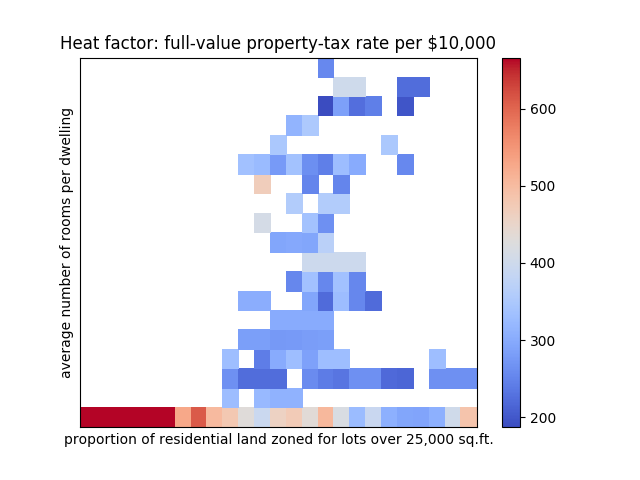 Heat factor: full-value property-tax rate per $10,000
average number of rooms per dwelling
600
500
400
300
200
proportion of residential land zoned for lots over 25,000 sq.ft.